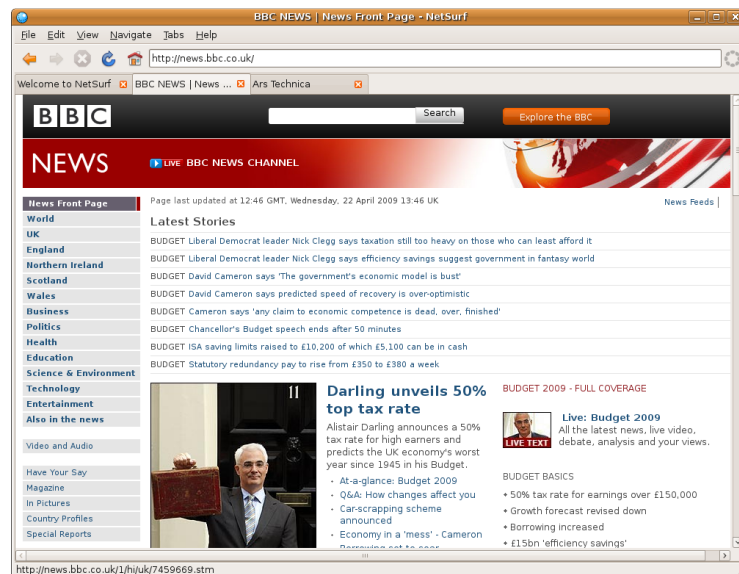 BBC NEWS | News Front Page - NetSurf
File Edit View Navigate Tabs Help
http://news.bbc.co.uk/
Welcome to NetSurf
BBC NEWS | News ...
Ars Technica
BBC
Search
Explore the BBC
NEWS
LIVE BBC NEWS CHANNEL
News Front Page
World
UK
England
Northern Ireland
Scotland
Wales
Business
Politics
Health
Education
Science & Environment
Technology
Entertainment
Also in the news
Video and Audio
Have Your Say
Magazine
In Pictures
Country Profiles
Special Reports
Page last updated at 12:46 GMT, Wednesday, 22 April 2009 13:46 UK
News Feeds
Latest Stories
BUDGET Liberal Democrat leader Nick Clegg says taxation still too heavy on those who can least afford it
BUDGET Liberal Democrat leader Nick Clegg says efficiency savings suggest government in fantasy world
BUDGET David Cameron says 'The government's economic model is bust'
BUDGET David Cameron says predicted speed of recovery is over-optimistic
BUDGET Cameron says 'any claim to economic competence is dead, over, finished'
BUDGET Chancellor's Budget speech ends after 50 minutes
BUDGET ISA saving limits raised to £10,200 of which £5,100 can be in cash
BUDGET Statutory redundancy pay to rise from £350 to £380 a week
11
Darling unveils 50%
top tax rate
Alistair Darling announces a 50%
tax rate for high earners and
predicts the UK economy's worst
year since 1945 in his Budget.
At-a-glance: Budget 2009
Q&A: How changes affect you
Car-scrapping scheme
announced
Economy in a 'mess' - Cameron
Borrowing set to soar
BUDGET 2009 - FULL COVERAGE
LIVE TEXT
Live: Budget 2009
All the latest news, live video,
debate, analysis and your views.
BUDGET BASICS
50% tax rate for earnings over £150,000
Growth forecast revised down
Borrowing increased
£15bn 'efficiency savings'
http://news.bbc.co.uk/1/hi/uk/7459669.stm